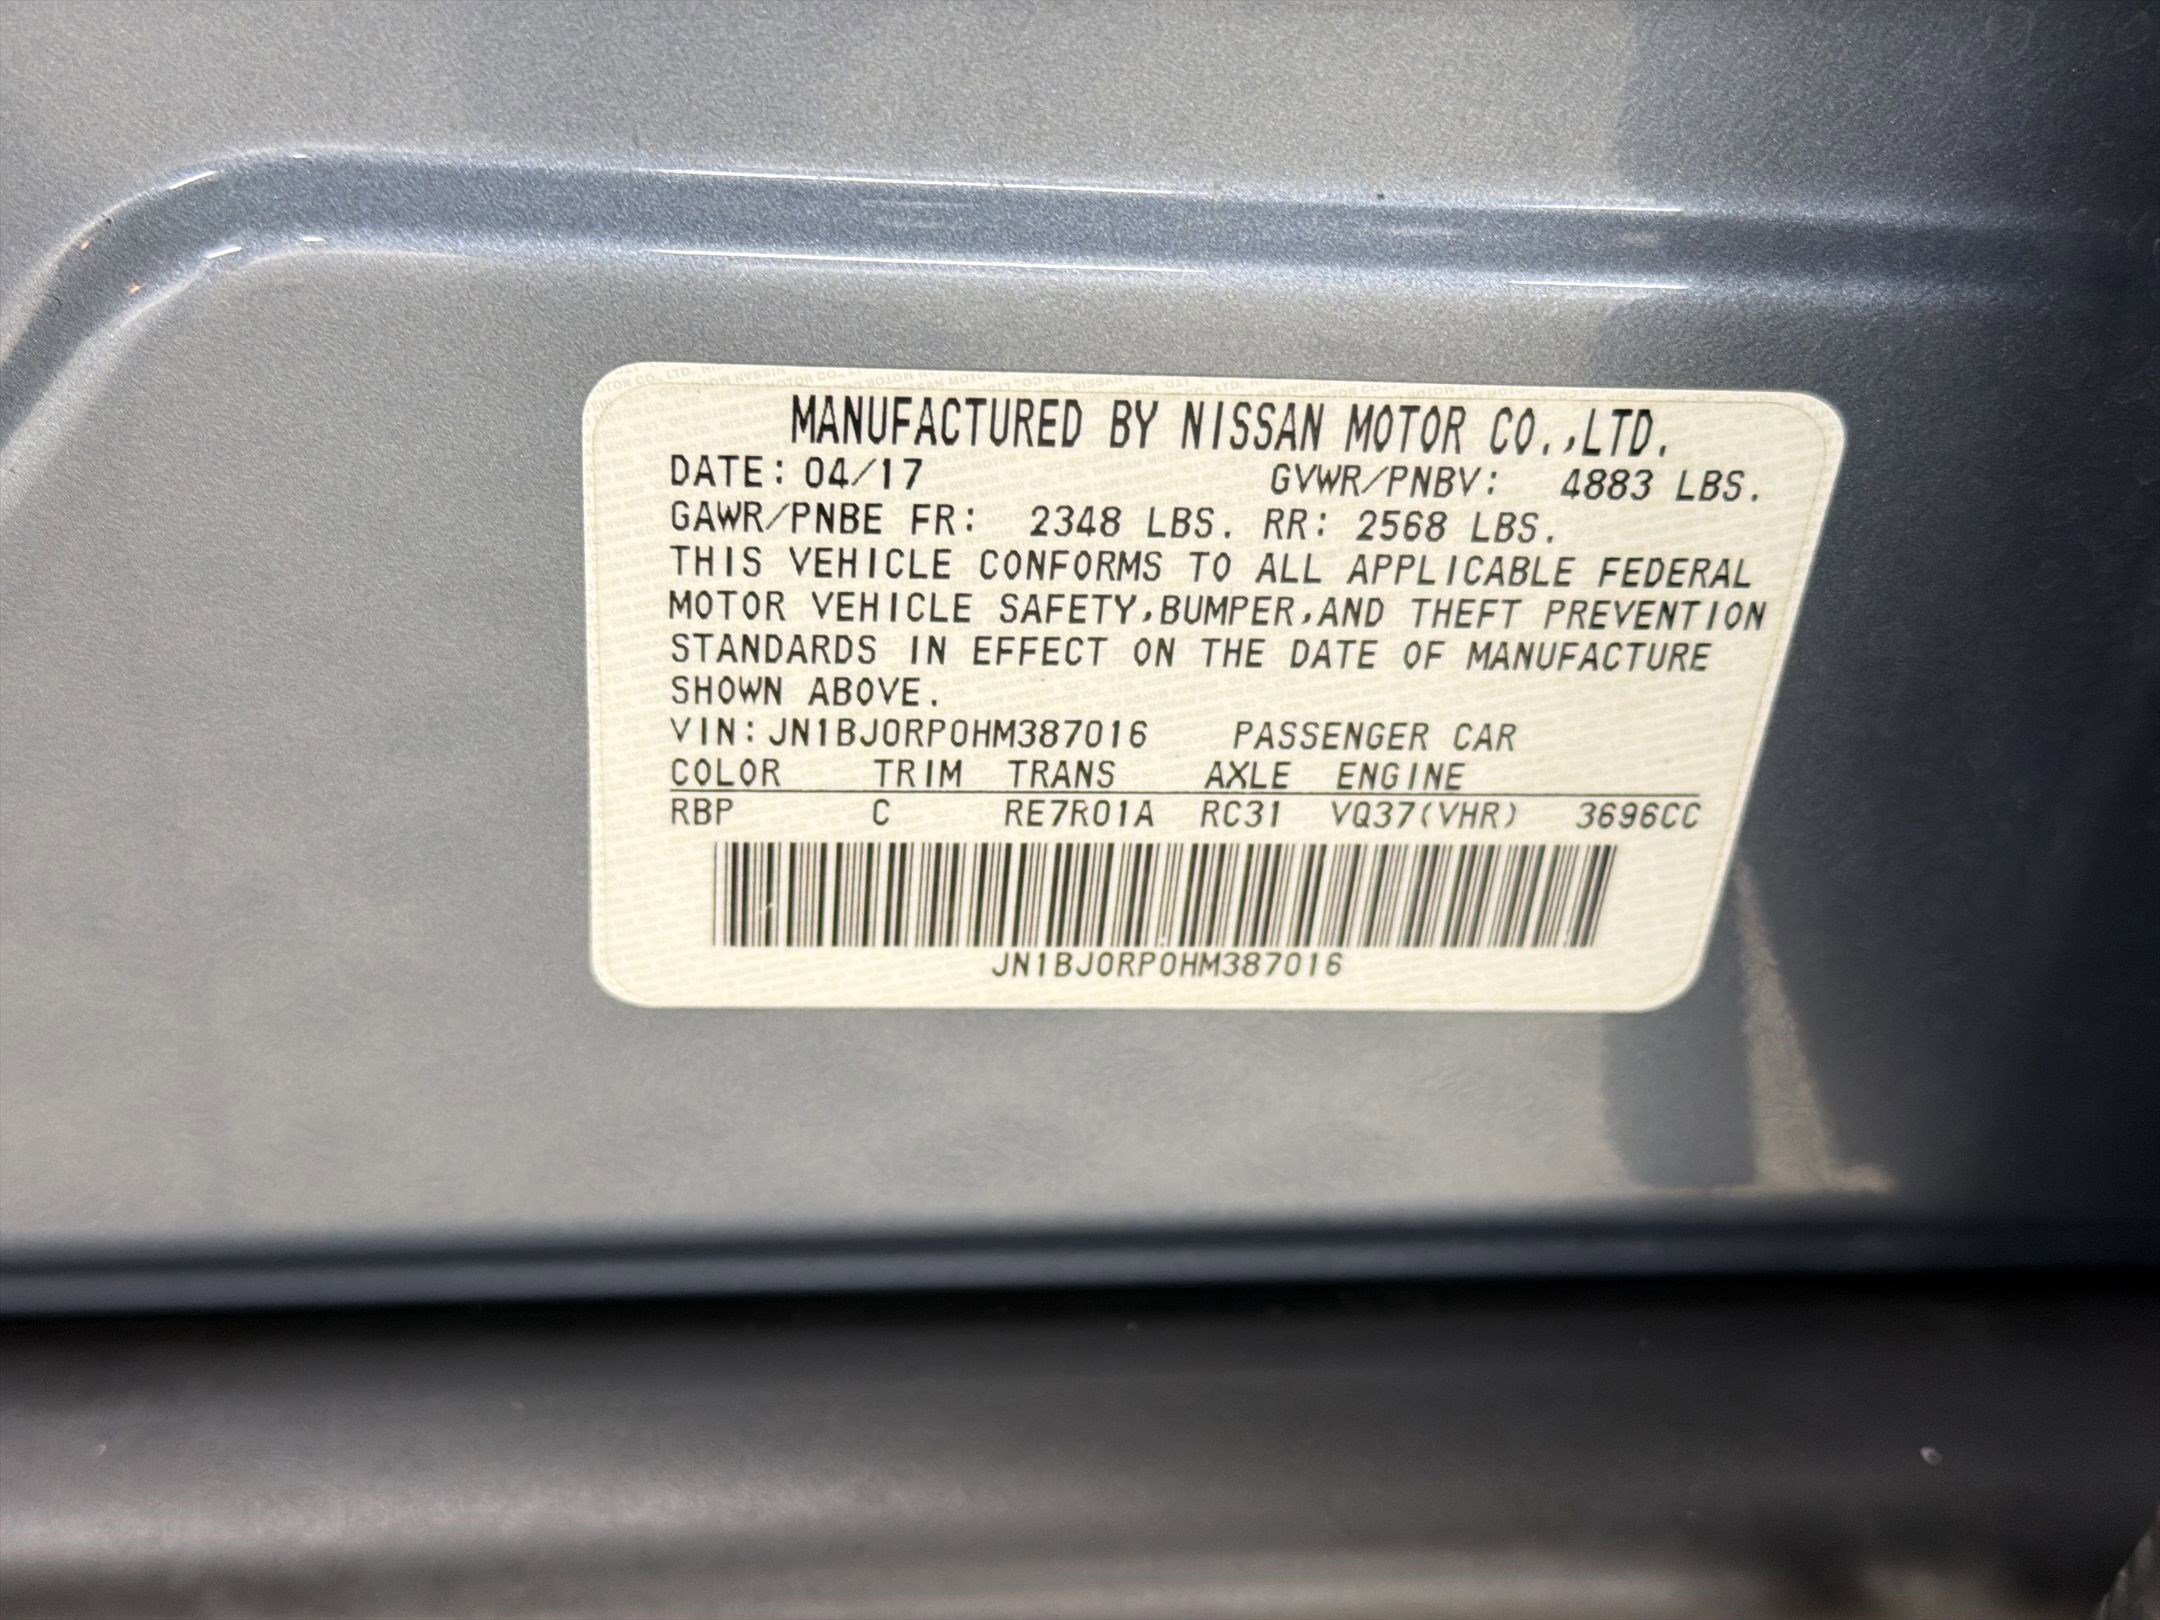 MANUFACTURED BY NISSAN MOTOR CO.,LTD.
DATE: 04/17 GVWR/PNBV: 4883 LBS.
GAWR/PNBE FR: 2348 LBS. RR: 2568 LBS.
THIS VEHICLE CONFORMS TO ALL APPLICABLE FEDERAL
MOTOR VEHICLE SAFETY,BUMPER,AND THEFT PREVENTION
STANDARDS IN EFFECT ON THE DATE OF MANUFACTURE
SHOWN ABOVE.
VIN:JN1BJ0RP0HM387016 PASSENGER CAR
COLOR TRIM TRANS AXLE ENGINE
RBP C RE7R01A RC31 VQ37(VHR) 3696CC
JN1BJ0RP0HM387016